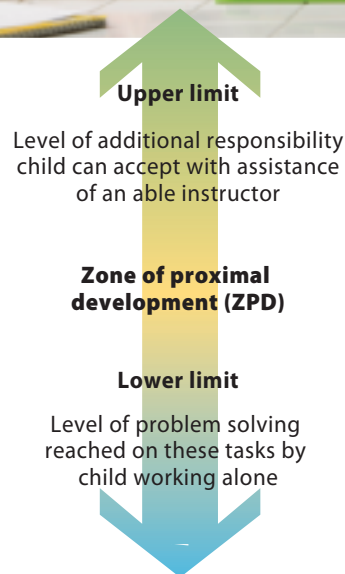 Upper limit
Level of additional responsibility
child can accept with assistance
of an able instructor
Zone of proximal
development (ZPD)
Lower limit
Level of problem solving
reached on these tasks by
child working alone